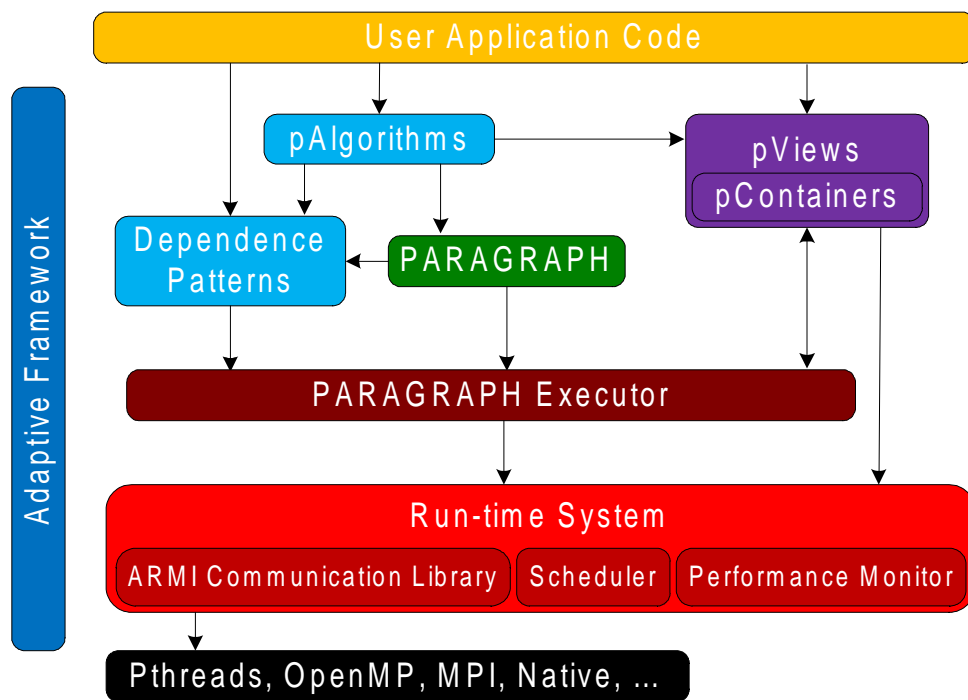 User Application Code
Adaptive Framework
pAlgorithms
pViews
pContainers
Dependence
Patterns
PARAGRAPH
PARAGRAPH Executor
Run-time System
ARMI Communication Library
Scheduler
Performance Monitor
Pthreads, OpenMP, MPI, Native, ...